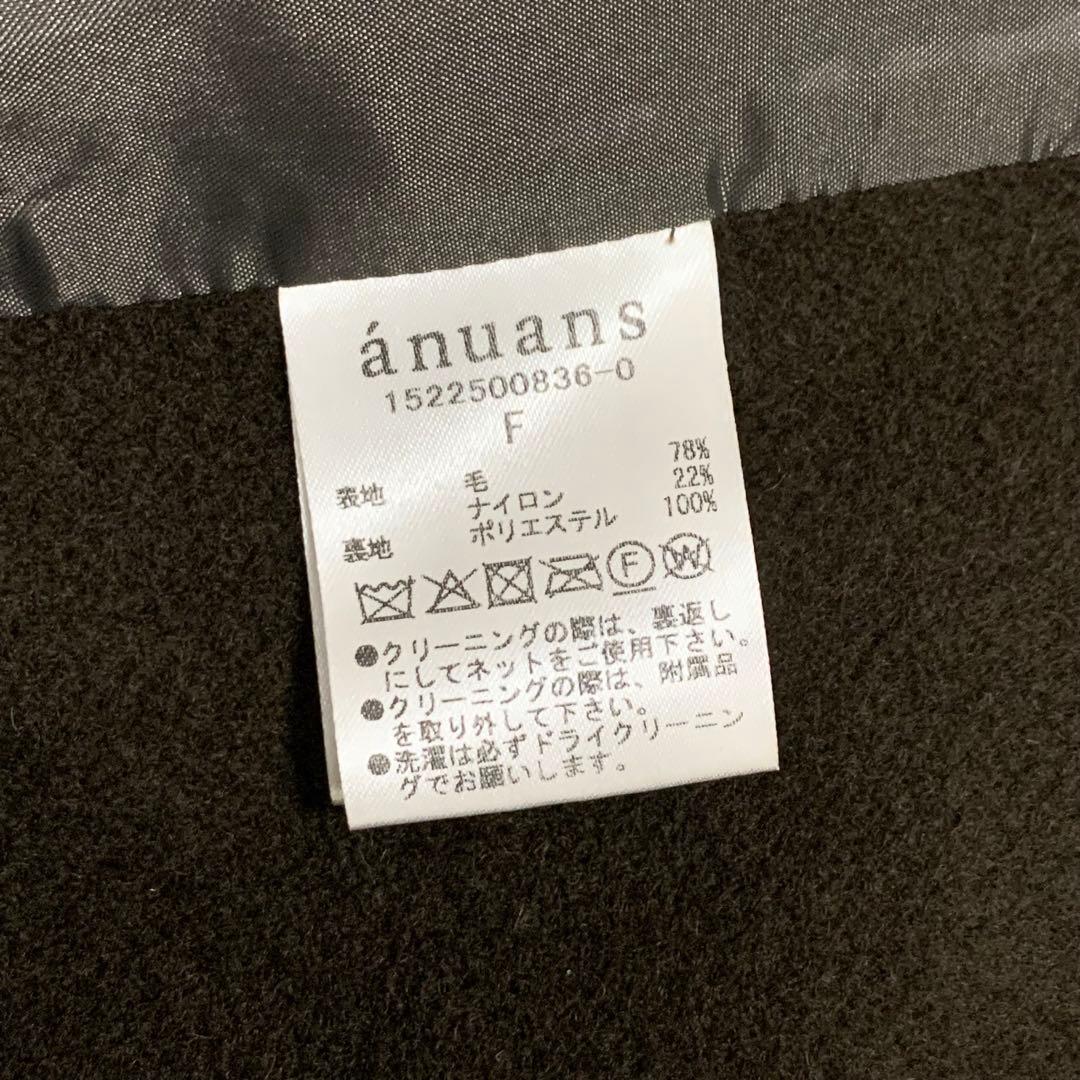 ánuans
1522500836-0
F
表地 毛 78%
ナイロン 22%
裏地 ポリエステル 100%
F W
●クリーニングの際は、裏返し
にしてネットをご使用下さい。
●クリーニングの際は、附属品
を取り外して下さい。
●洗濯は必ずドライクリーニン
グでお願いします。